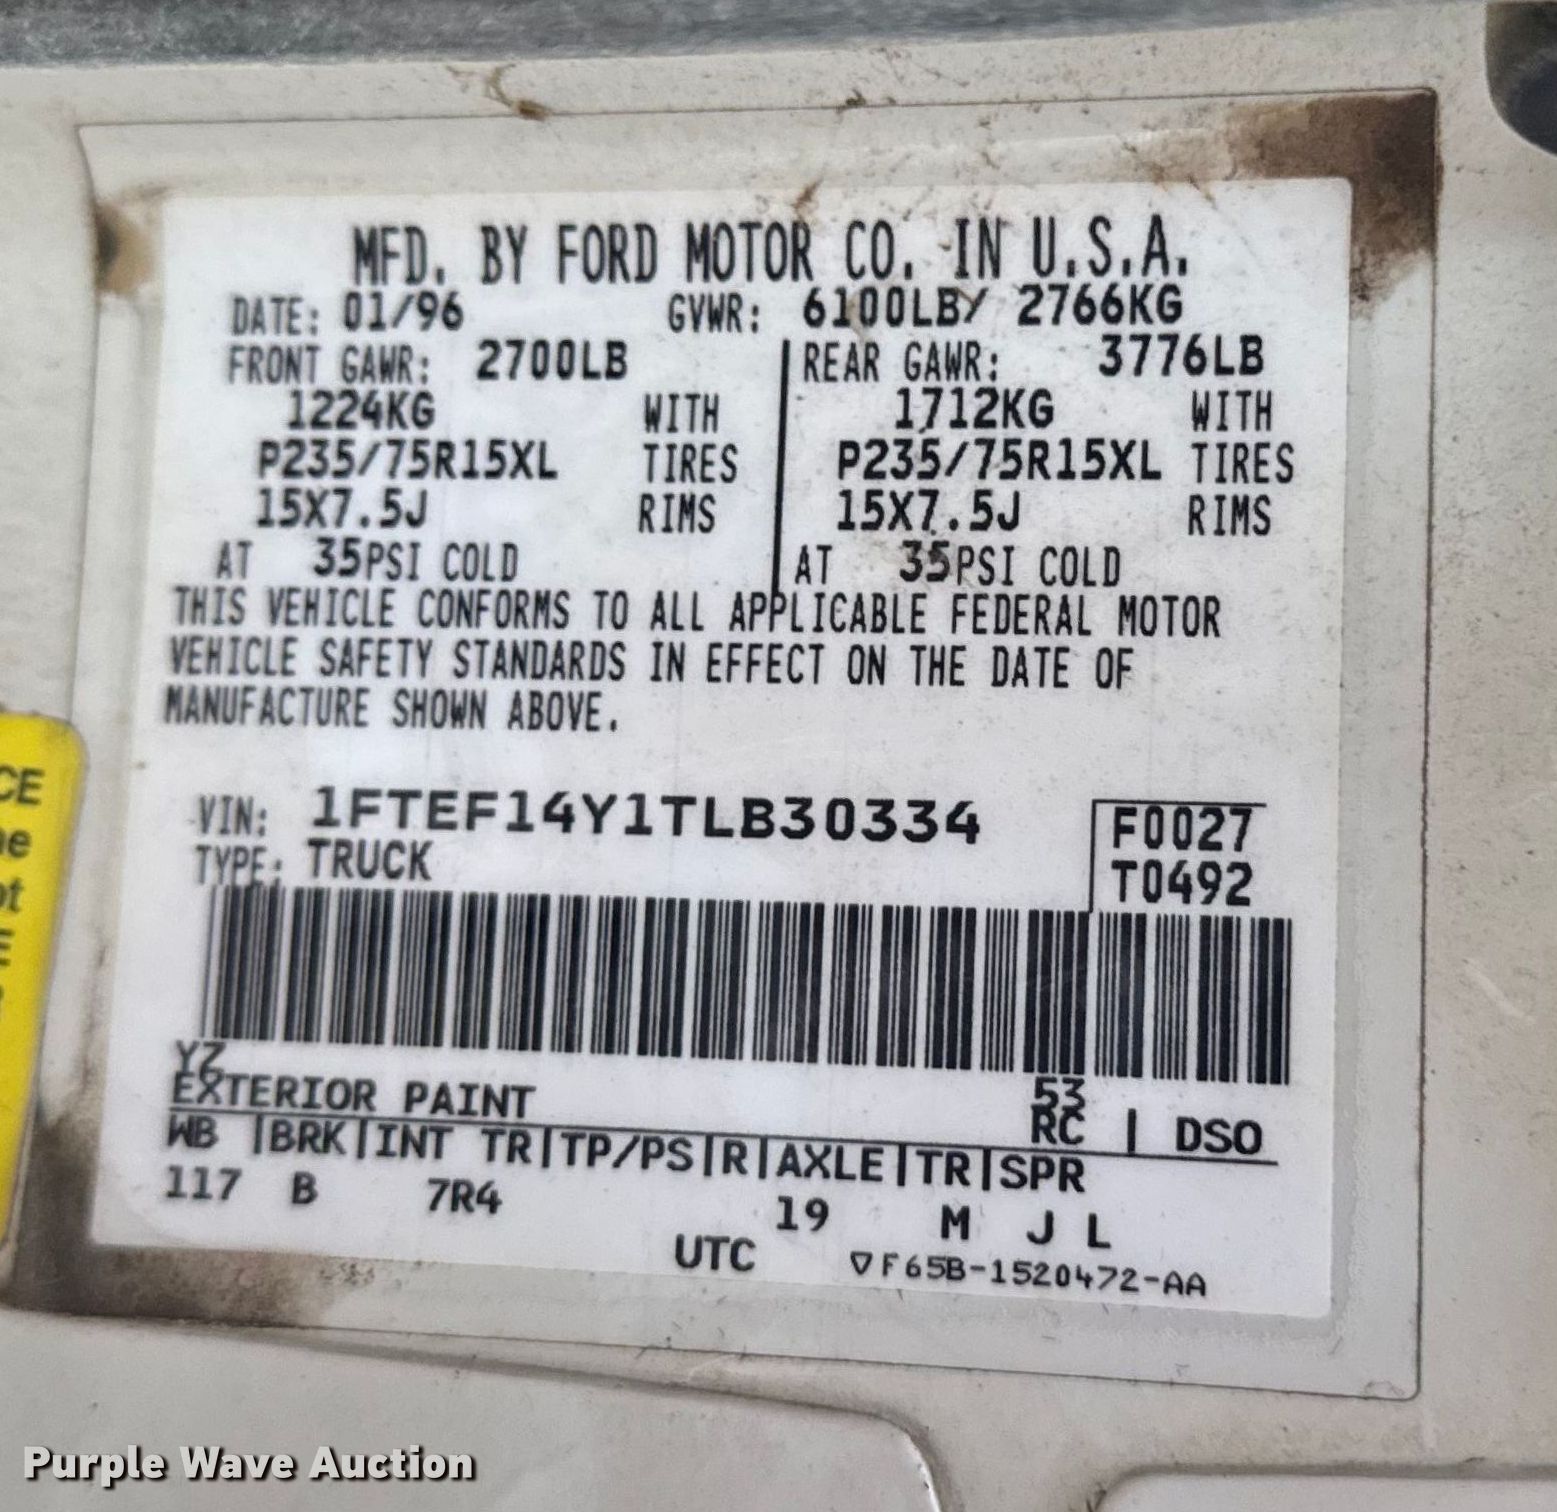 MFD. BY FORD MOTOR CO. IN U.S.A.
DATE: 01/96 GVWR: 6100LB/ 2766KG
FRONT GAWR: 2700LB REAR GAWR: 3776LB
1224KG WITH 1712KG WITH
P235/75R15XL TIRES P235/75R15XL TIRES
15X7.5J RIMS 15X7.5J RIMS
AT 35PSI COLD AT 35PSI COLD
THIS VEHICLE CONFORMS TO ALL APPLICABLE FEDERAL MOTOR
VEHICLE SAFETY STANDARDS IN EFFECT ON THE DATE OF
MANUFACTURE SHOWN ABOVE.
VIN: 1FTEF14Y1TLB30334 F0027
TYPE: TRUCK T0492
YZ 53
EXTERIOR PAINT RC | DSO
WB |BRK|INT TR|TP/PS|R|AXLE|TR|SPR
117 B 7R4 19 M J L
UTC ▽F65B-1520472-AA
Purple Wave Auction